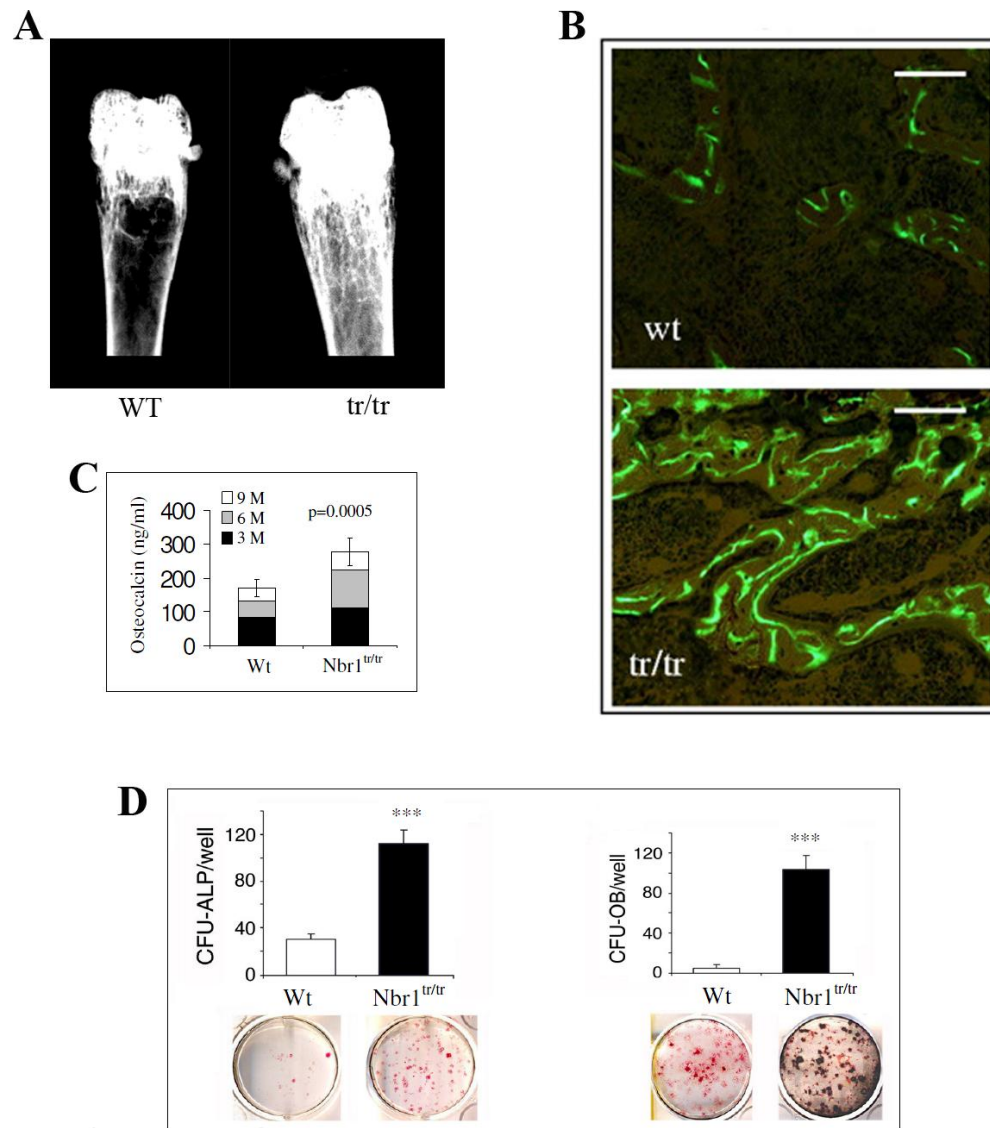 A
WT tr/tr
B
wt
tr/tr
C
Osteocalcin (ng/ml)
400
300
200
100
0
9 M
6 M
3 M
p=0.0005
Wt Nbr1tr/tr
D
CFU-ALP/well
120
80
40
0
***
Wt Nbr1tr/tr
CFU-OB/well
120
80
40
0
***
Wt Nbr1tr/tr